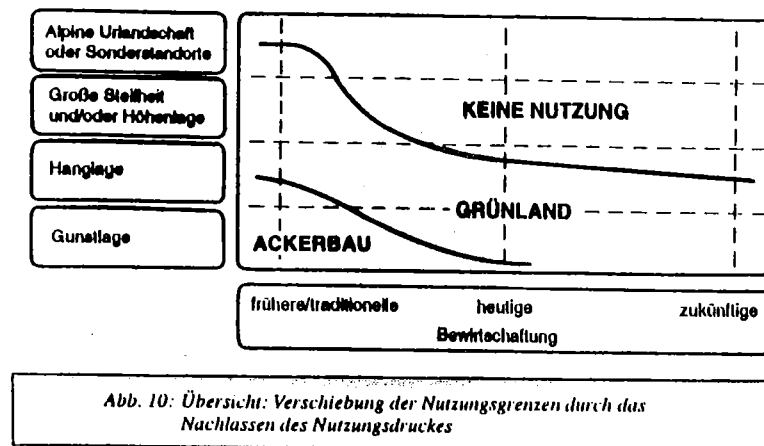 Alpine Urlandschaft
oder Sonderstandorte
Große Steilheit
und/oder Höhenlage
Hanglage
Gunstlage
KEINE NUTZUNG
GRÜNLAND
ACKERBAU
frühere/traditionelle heutige zukünftige
Bewirtschaftung
Abb. 10: Übersicht: Verschiebung der Nutzungsgrenzen durch das
Nachlassen des Nutzungsdruckes